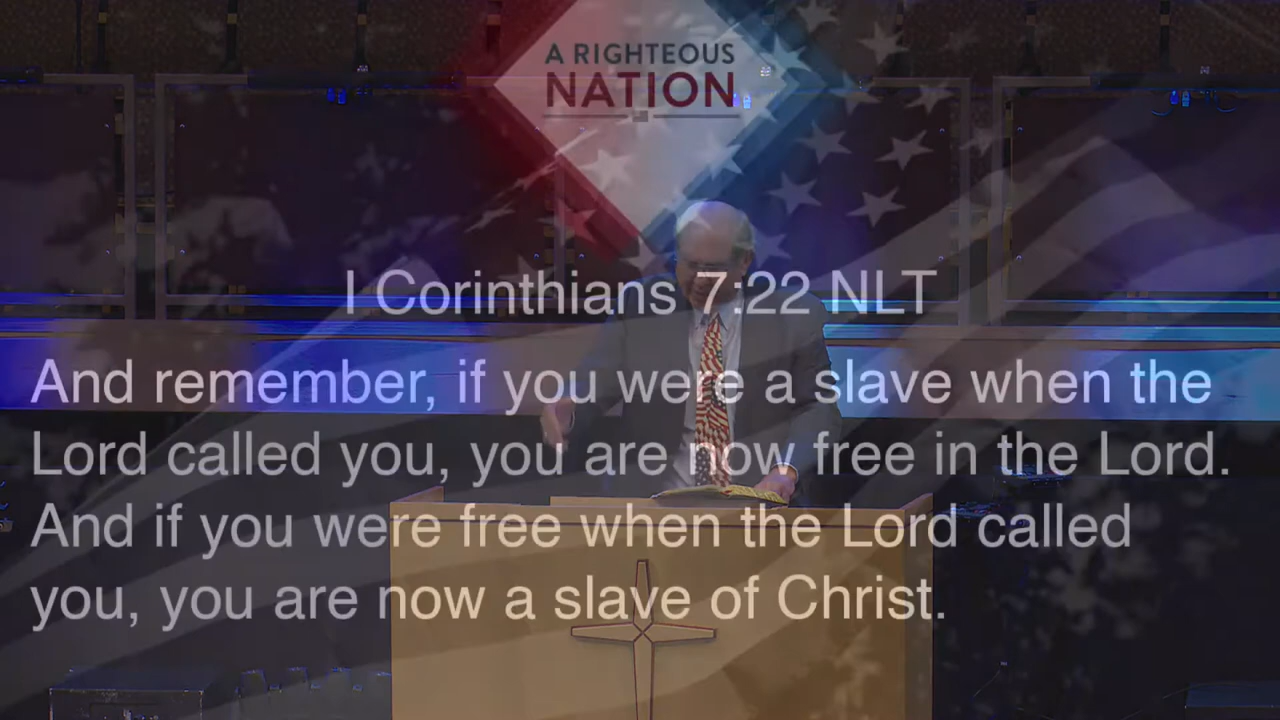 A RIGHTEOUS
NATION
I Corinthians 7:22 NLT
And remember, if you were a slave when the
Lord called you, you are now free in the Lord.
And if you were free when the Lord called
you, you are now a slave of Christ.